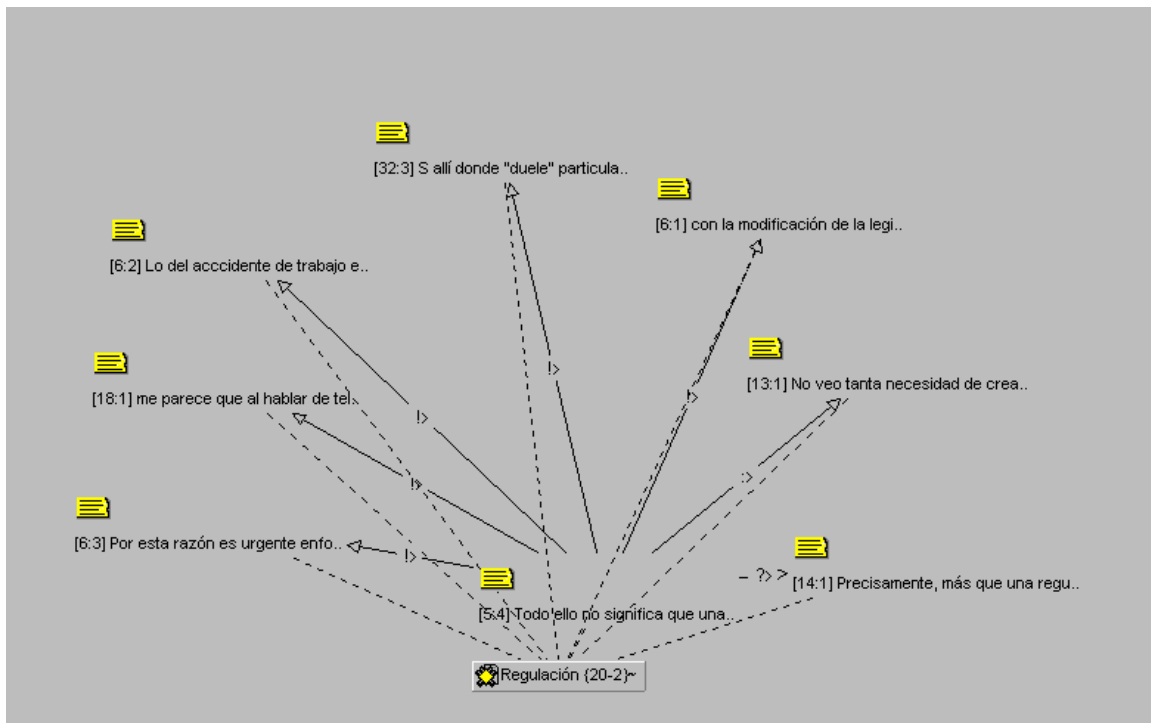 [32:3] S allí donde "duele" particula..
[6:1] con la modificación de la legi..
[6:2] Lo del acccidente de trabajo e..
!>
[13:1] No veo tanta necesidad de crea..
!>
[18:1] me parece que al hablar de tel.
!>
:>
!>
[6:3] Por esta razón es urgente enfo..
!>
– ?> >
[14:1] Precisamente, más que una regu..
[5:4] Todo ello no significa que una..
Regulación {20-2}~